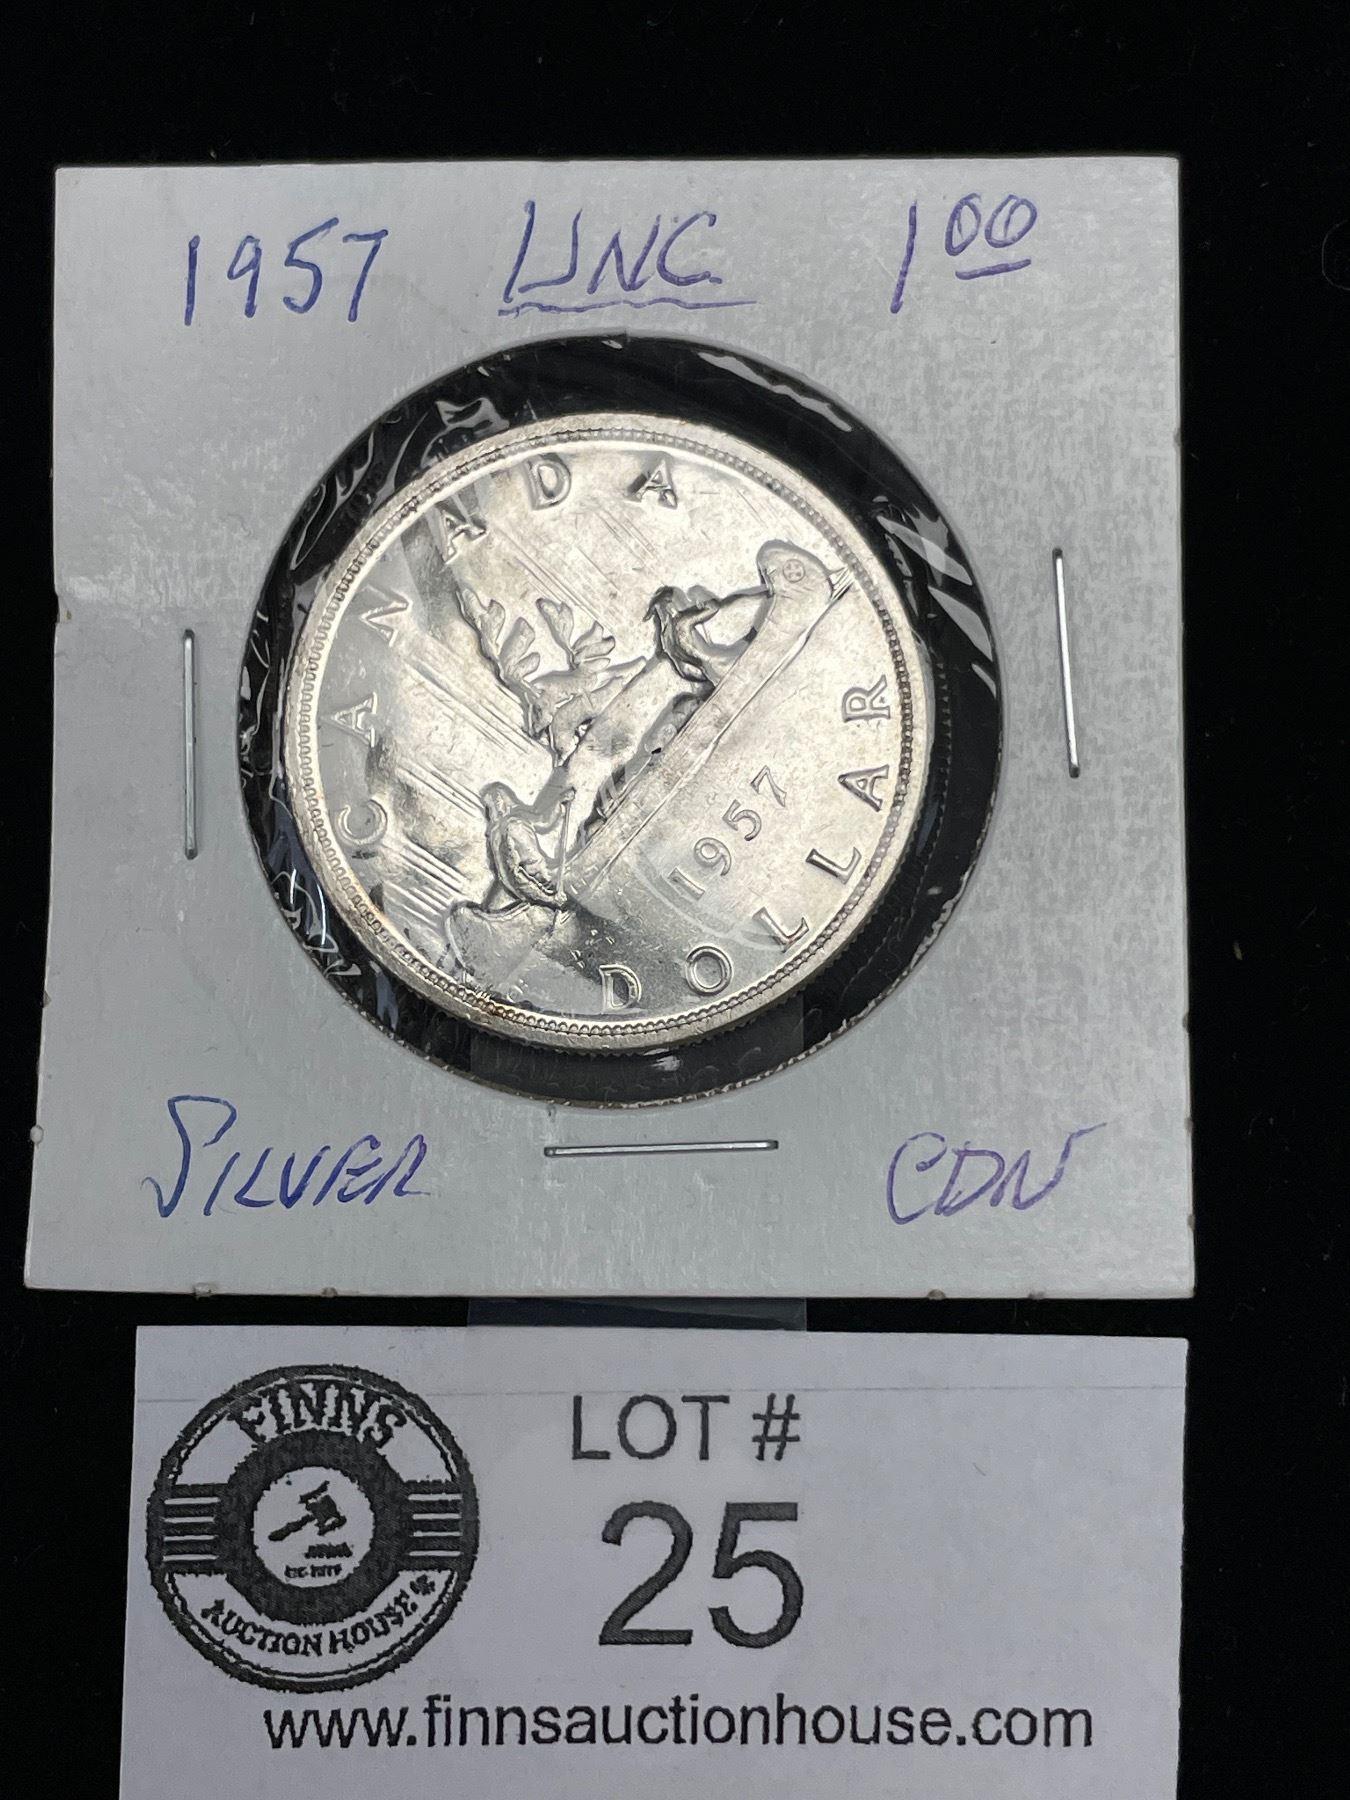 1957 UNC 1 00
CANADA
1957
DOLLAR
SILVER CDN
FINNS
AUCTION HOUSE
LOT #
25
www.finnsauctionhouse.com